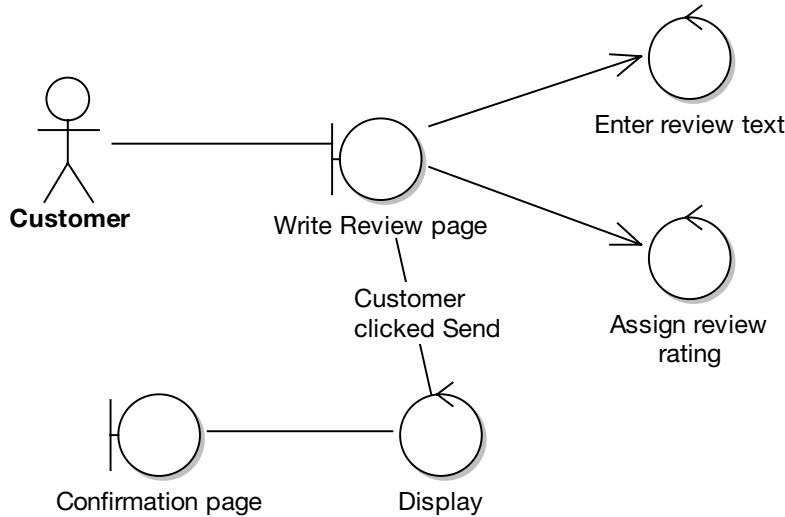 Enter review text
Customer
Write Review page
Customer
clicked Send
Assign review
rating
Confirmation page
Display